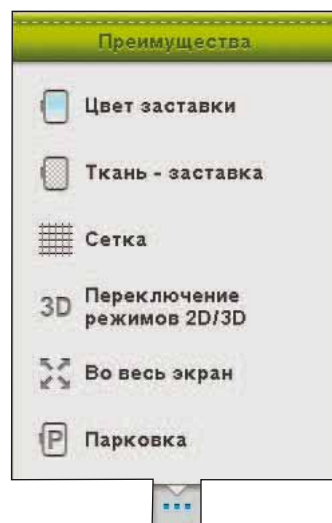 Преимущества
Цвет заставки
Ткань - заставка
Сетка
3D Переключение
режимов 2D/3D
Во весь экран
P Парковка